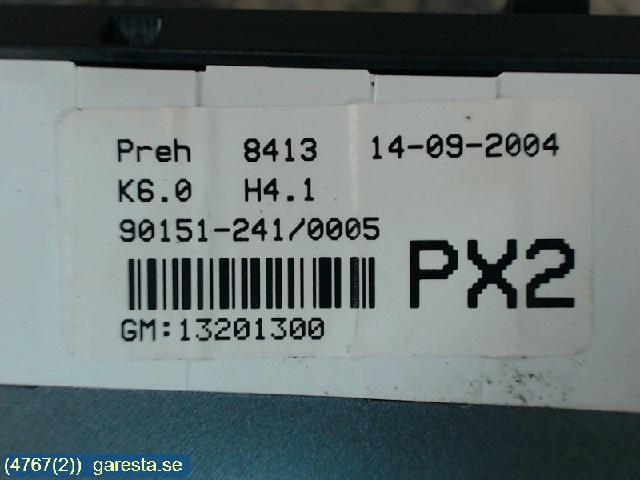 Preh 8413 14-09-2004
K6.0 H4.1
90151-241/0005
PX2
GM:13201300
(4767(2)) garesta.se